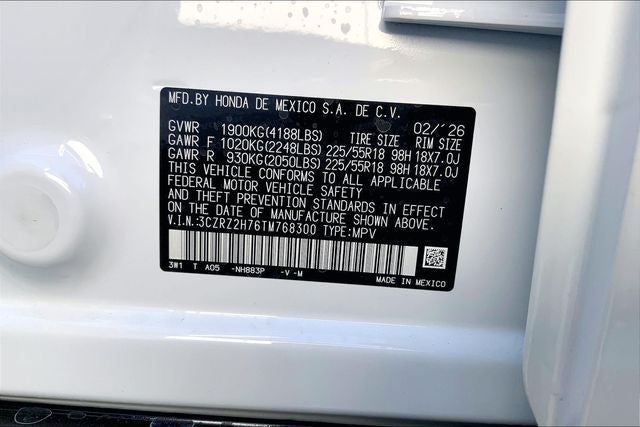 MFD.BY HONDA DE MEXICO S.A. DE C.V.
02/'26
GVWR 1900KG(4188LBS) TIRE SIZE RIM SIZE
GAWR F 1020KG(2248LBS) 225/55R18 98H 18X7.0J
GAWR R 930KG(2050LBS) 225/55R18 98H 18X7.0J
THIS VEHICLE CONFORMS TO ALL APPLICABLE
FEDERAL MOTOR VEHICLE SAFETY
AND THEFT PREVENTION STANDARDS IN EFFECT
ON THE DATE OF MANUFACTURE SHOWN ABOVE.
V.I.N.:3CZRZ2H76TM768300 TYPE:MPV
3W1 T A05 -NH883P -V -M
MADE IN MEXICO